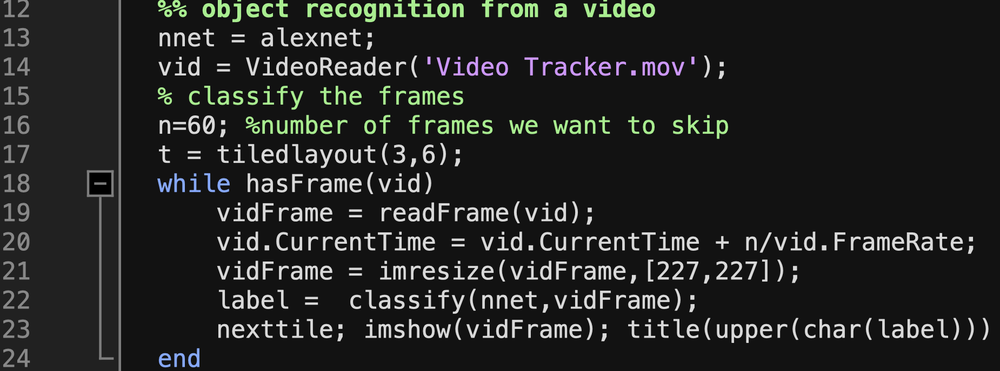 12 %% object recognition from a video
13 nnet = alexnet;
14 vid = VideoReader('Video Tracker.mov');
15 % classify the frames
16 n=60; %number of frames we want to skip
17 t = tiledlayout(3,6);
18 while hasFrame(vid)
19 vidFrame = readFrame(vid);
20 vid.CurrentTime = vid.CurrentTime + n/vid.FrameRate;
21 vidFrame = imresize(vidFrame,[227,227]);
22 label =  classify(nnet,vidFrame);
23 nexttile; imshow(vidFrame); title(upper(char(label)))
24 end